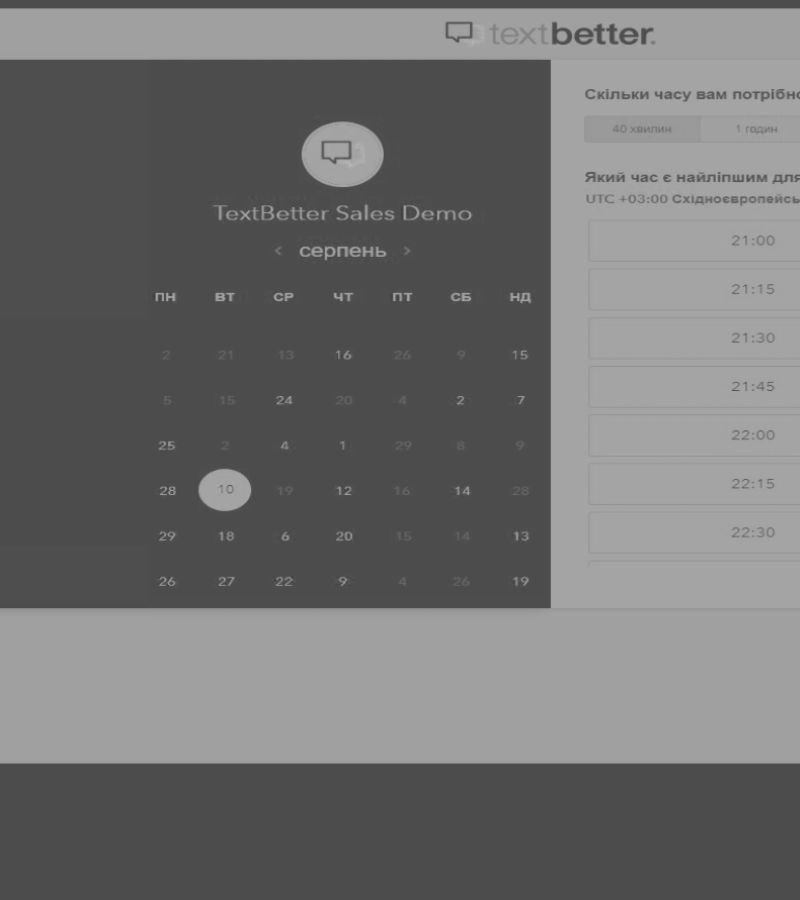 textbetter.
TextBetter Sales Demo
‹ серпень ›
ПН ВТ СР ЧТ ПТ СБ НД
2 21 13 16 26 9 15
5 15 24 20 4 2 7
25 2 4 1 29 8 9
28 10 19 12 16 14 28
29 18 6 20 15 14 13
26 27 22 9 4 26 19
Скільки часу вам потрібно
40 хвилин 1 годин
Який час є найліпшим для
UTC +03:00 Східноєвропейсь
21:00
21:15
21:30
21:45
22:00
22:15
22:30